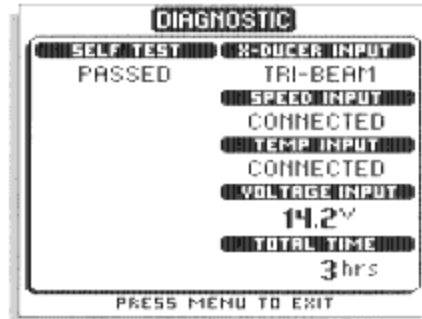 DIAGNOSTIC
SELF TEST
PASSED
X-DUCER INPUT
TRI-BEAM
SPEED INPUT
CONNECTED
TEMP INPUT
CONNECTED
VOLTAGE INPUT
14.2V
TOTAL TIME
3hrs
PRESS MENU TO EXIT